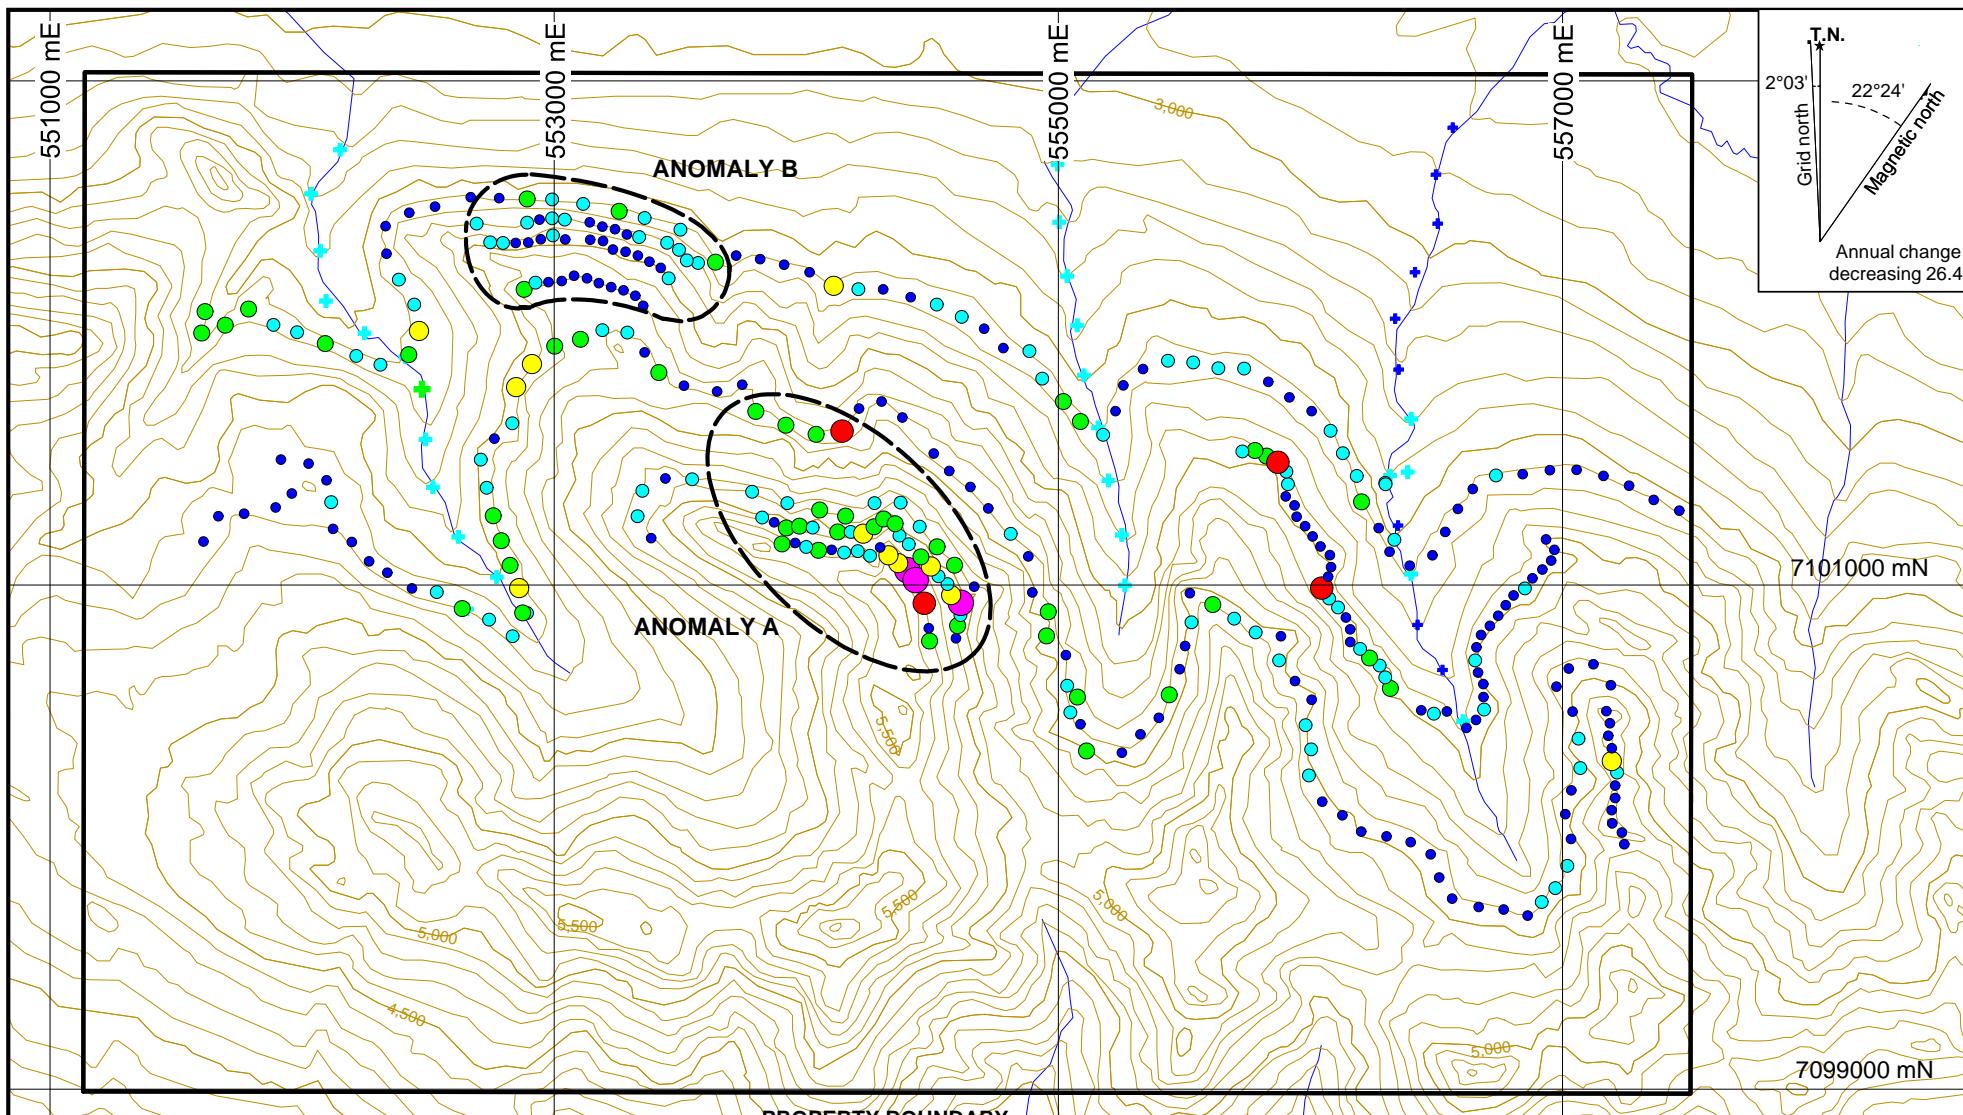 551000 mE
553000 mE
555000 mE
557000 mE
.T.N.
2°03'
22°24'
Grid north
Magnetic north
Annual change
decreasing 26.4
3,000
ANOMALY B
7101000 mN
ANOMALY A
5,500
5,500
5,000
5,500
5,000
4,500
5,000
7099000 mN
PROPERTY BOUNDARY